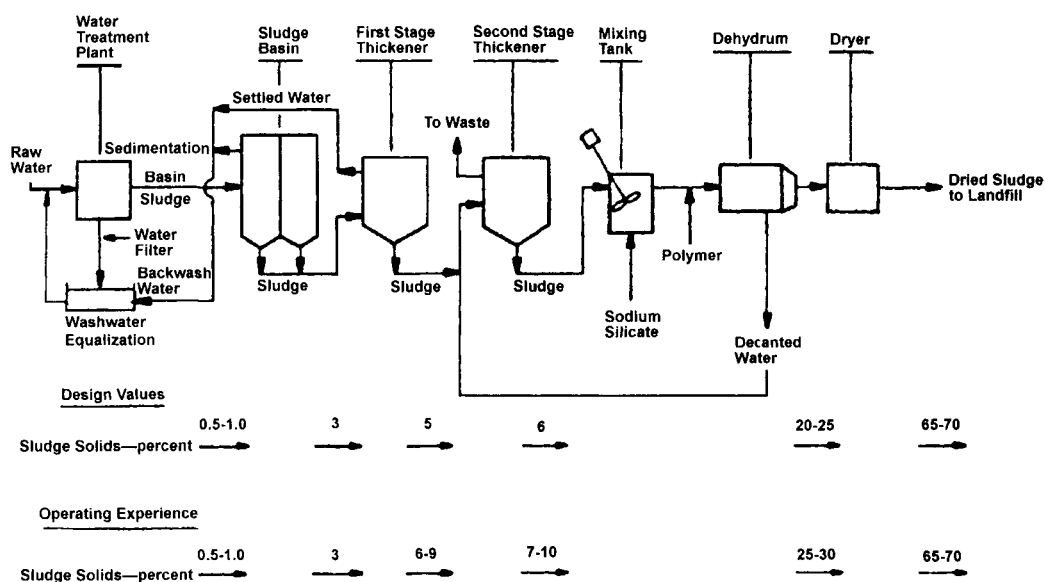 Water
Treatment
Plant
Sludge
Basin
First Stage
Thickener
Second Stage
Thickener
Mixing
Tank
Dehydrum
Dryer
Settled Water
To Waste
Sedimentation
Raw
Water
Basin
Sludge
Dried Sludge
to Landfill
Water
Filter
Polymer
Backwash
Water
Sludge
Sludge
Sludge
Washwater
Equalization
Sodium
Silicate
Decanted
Water
Design Values
0.5-1.0 3 5 6 20-25 65-70
Sludge Solids—percent
Operating Experience
0.5-1.0 3 6-9 7-10 25-30 65-70
Sludge Solids—percent